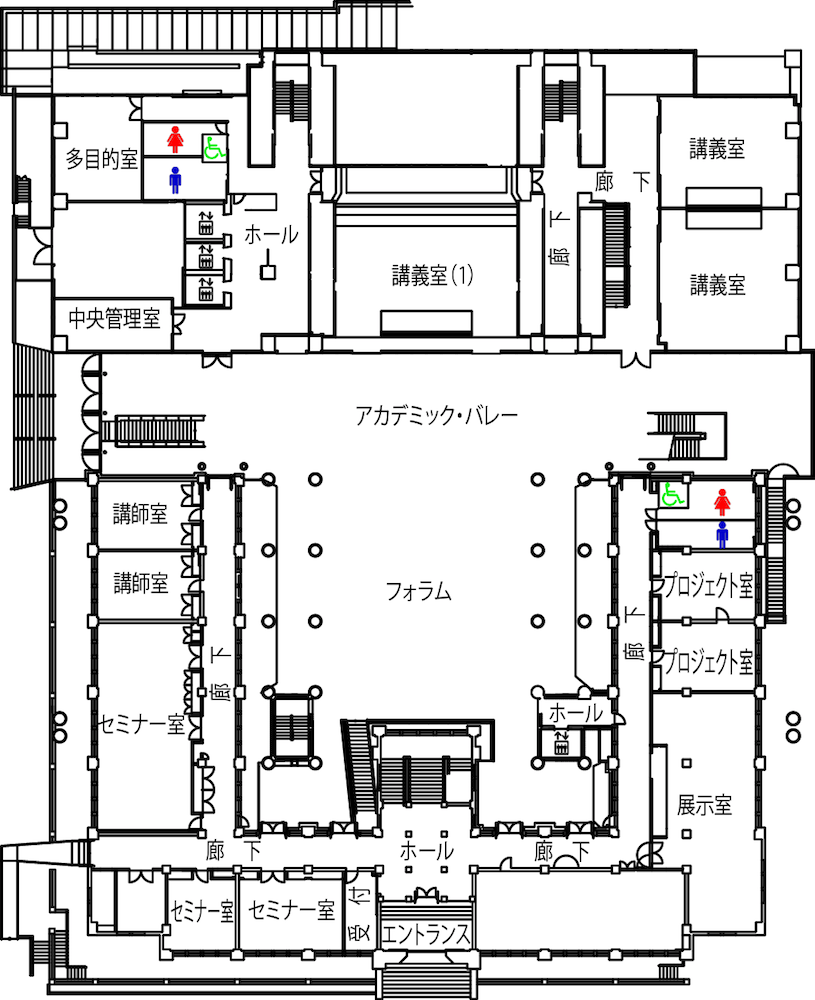 多目的室
講義室
廊 下
ホール
廊 下
講義室(1)
講義室
中央管理室
アカデミック・バレー
講師室
講師室
フォラム
プロジェクト室
廊 下
プロジェクト室
廊 下
セミナー室
ホール
展示室
廊 下
ホール
廊 下
セミナー室
セミナー室
受 付
エントランス